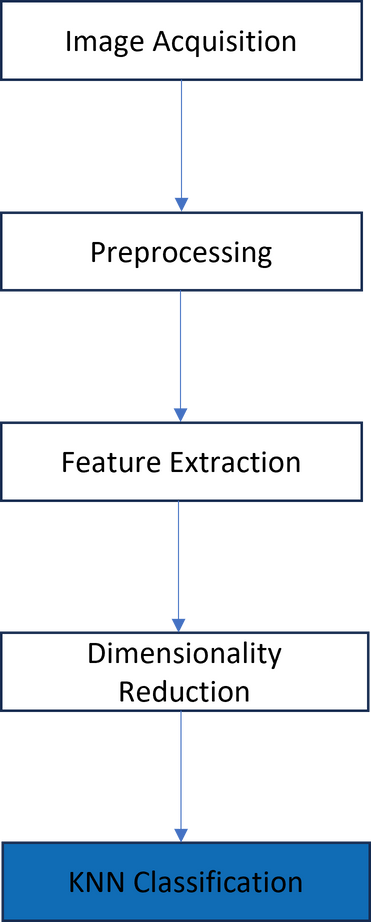 Image Acquisition
Preprocessing
Feature Extraction
Dimensionality
Reduction
KNN Classification